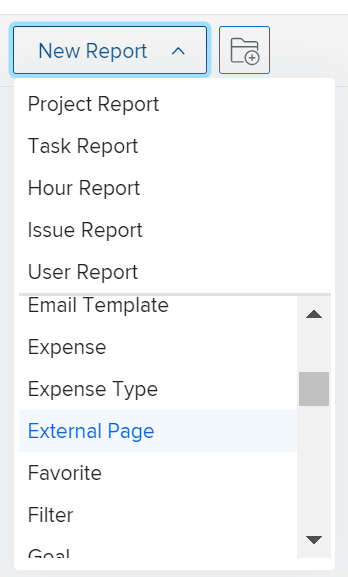 New Report
Project Report
Task Report
Hour Report
Issue Report
User Report
Email Template
Expense
Expense Type
External Page
Favorite
Filter
Goal